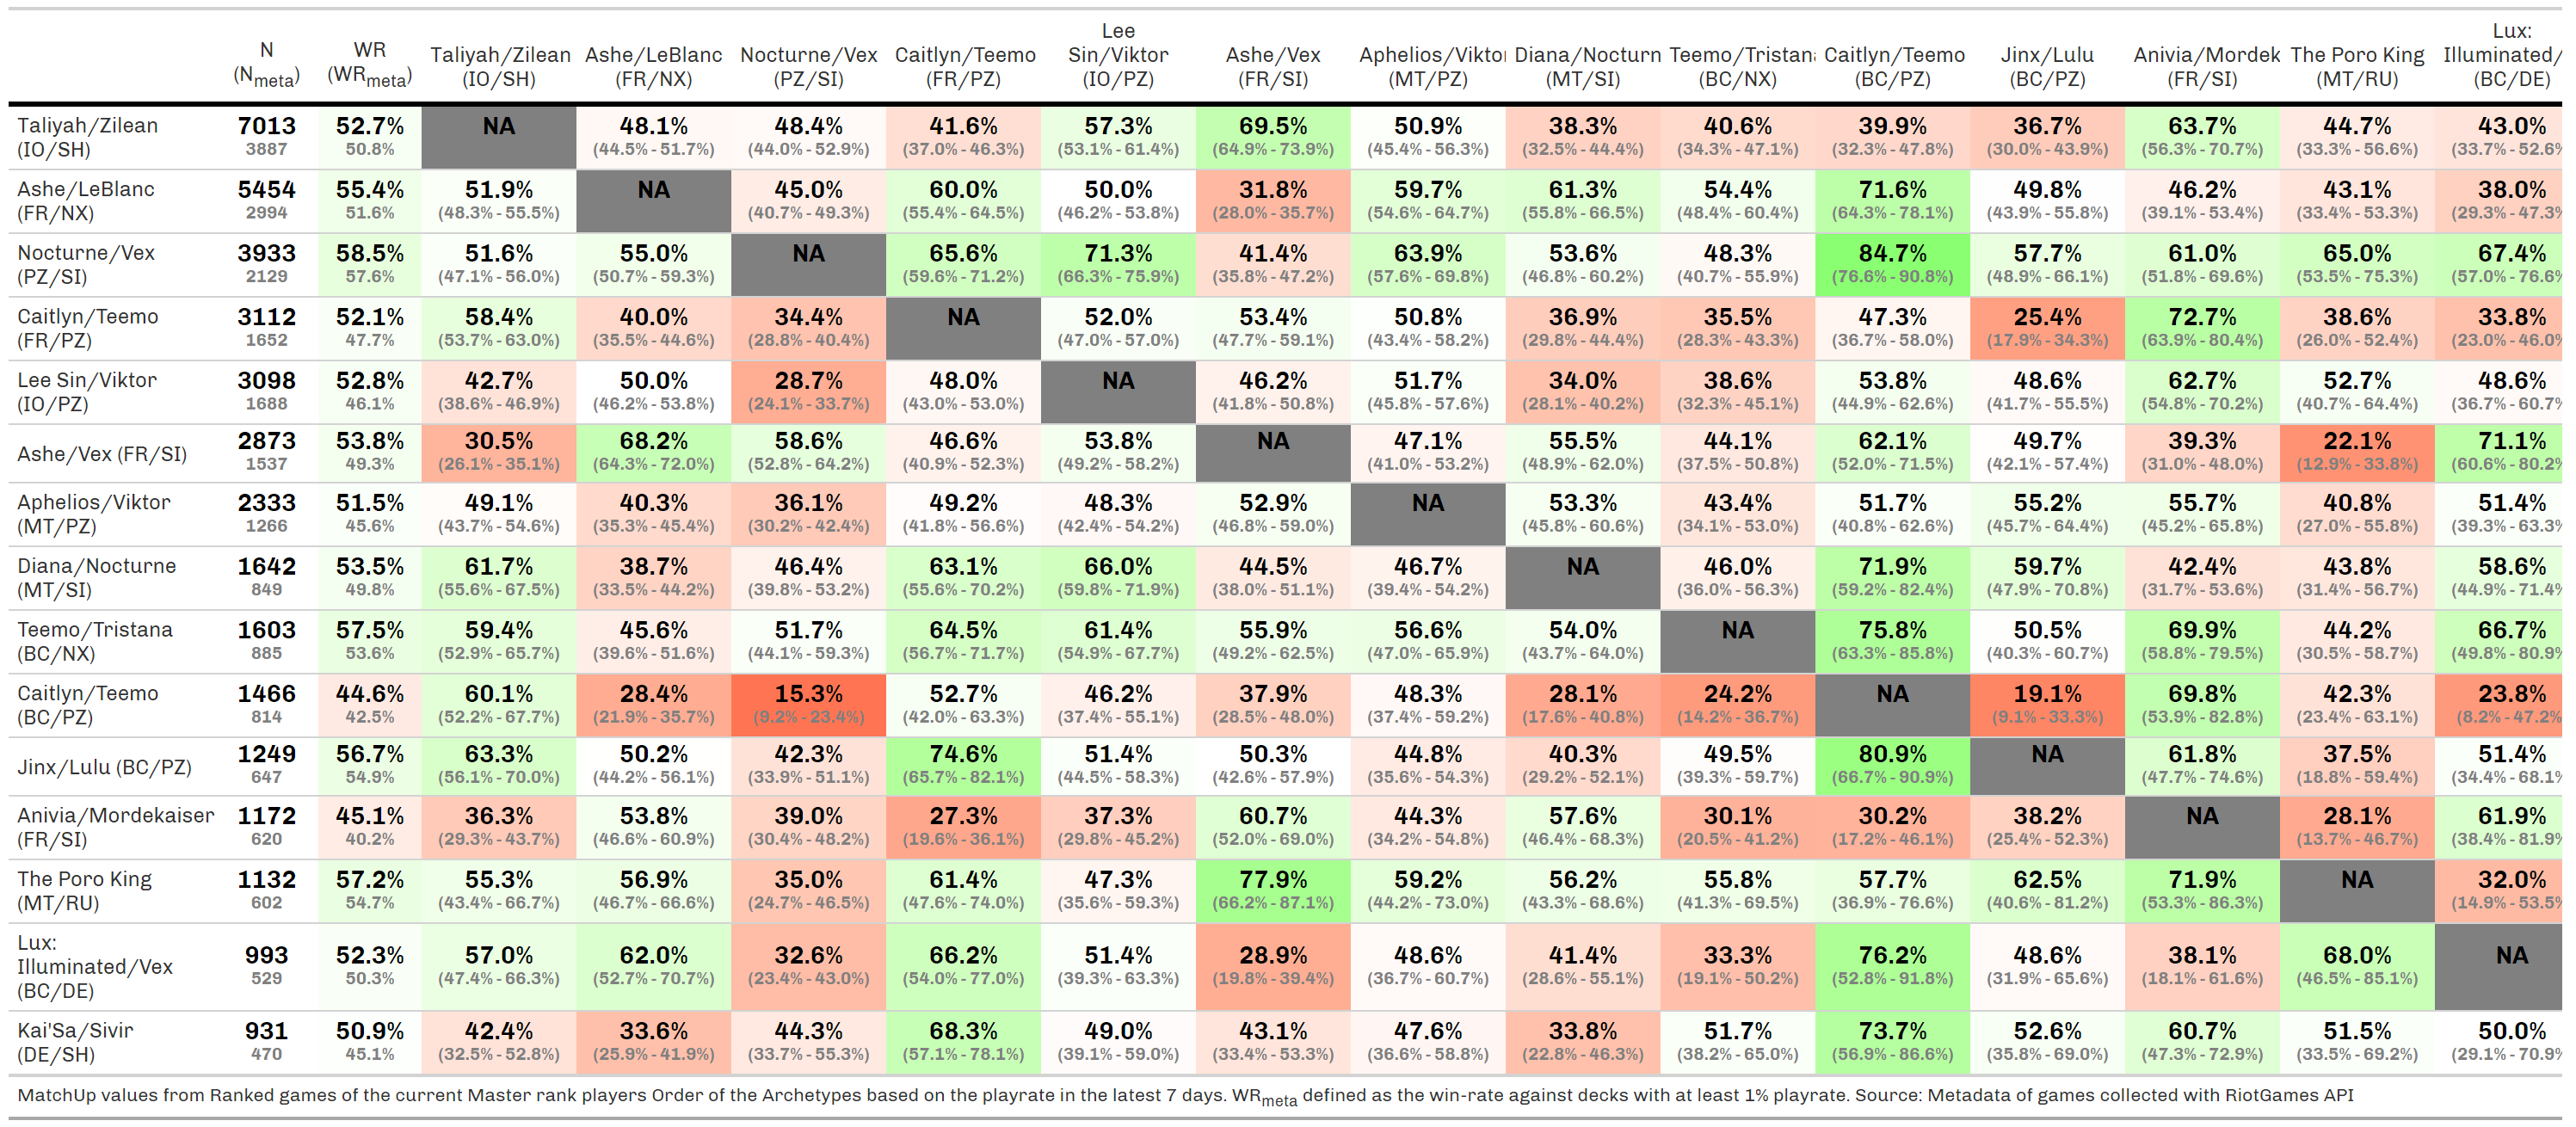 N WR Taliyah/Zilean Ashe/LeBlanc Nocturne/Vex Caitlyn/Teemo Lee Sin/Viktor Ashe/Vex Aphelios/Viktor Diana/Nocturn Teemo/Tristana Caitlyn/Teemo Jinx/Lulu Anivia/Mordek The Poro King Lux: Illuminated/
(Nmeta) (WRmeta) (IO/SH) (FR/NX) (PZ/SI) (FR/PZ) (IO/PZ) (FR/SI) (MT/PZ) (MT/SI) (BC/NX) (BC/PZ) (BC/PZ) (FR/SI) (MT/RU) (BC/DE)
Taliyah/Zilean 7013 52.7% NA 48.1% 48.4% 41.6% 57.3% 69.5% 50.9% 38.3% 40.6% 39.9% 36.7% 63.7% 44.7% 43.0%
(IO/SH) 3887 50.8% (44.5% - 51.7%) (44.0% - 52.9%) (37.0% - 46.3%) (53.1% - 61.4%) (64.9% - 73.9%) (45.4% - 56.3%) (32.5% - 44.4%) (34.3% - 47.1%) (32.3% - 47.8%) (30.0% - 43.9%) (56.3% - 70.7%) (33.3% - 56.6%) (33.7% - 52.6%
Ashe/LeBlanc 5454 55.4% 51.9% NA 45.0% 60.0% 50.0% 31.8% 59.7% 61.3% 54.4% 71.6% 49.8% 46.2% 43.1% 38.0%
(FR/NX) 2994 51.6% (48.3% - 55.5%) (40.7% - 49.3%) (55.4% - 64.5%) (46.2% - 53.8%) (28.0% - 35.7%) (54.6% - 64.7%) (55.8% - 66.5%) (48.4% - 60.4%) (64.3% - 78.1%) (43.9% - 55.8%) (39.1% - 53.4%) (33.4% - 53.3%) (29.3% - 47.3%
Nocturne/Vex 3933 58.5% 51.6% 55.0% NA 65.6% 71.3% 41.4% 63.9% 53.6% 48.3% 84.7% 57.7% 61.0% 65.0% 67.4%
(PZ/SI) 2129 57.6% (47.1% - 56.0%) (50.7% - 59.3%) (59.6% - 71.2%) (66.3% - 75.9%) (35.8% - 47.2%) (57.6% - 69.8%) (46.8% - 60.2%) (40.7% - 55.9%) (76.6% - 90.8%) (48.9% - 66.1%) (51.8% - 69.6%) (53.5% - 75.3%) (57.0% - 76.6%
Caitlyn/Teemo 3112 52.1% 58.4% 40.0% 34.4% NA 52.0% 53.4% 50.8% 36.9% 35.5% 47.3% 25.4% 72.7% 38.6% 33.8%
(FR/PZ) 1652 47.7% (53.7% - 63.0%) (35.5% - 44.6%) (28.8% - 40.4%) (47.0% - 57.0%) (47.7% - 59.1%) (43.4% - 58.2%) (29.8% - 44.4%) (28.3% - 43.3%) (36.7% - 58.0%) (17.9% - 34.3%) (63.9% - 80.4%) (26.0% - 52.4%) (23.0% - 46.0%
Lee Sin/Viktor 3098 52.8% 42.7% 50.0% 28.7% 48.0% NA 46.2% 51.7% 34.0% 38.6% 53.8% 48.6% 62.7% 52.7% 48.6%
(IO/PZ) 1688 46.1% (38.6% - 46.9%) (46.2% - 53.8%) (24.1% - 33.7%) (43.0% - 53.0%) (41.8% - 50.8%) (45.8% - 57.6%) (28.1% - 40.2%) (32.3% - 45.1%) (44.9% - 62.6%) (41.7% - 55.5%) (54.8% - 70.2%) (40.7% - 64.4%) (36.7% - 60.7%
Ashe/Vex (FR/SI) 2873 53.8% 30.5% 68.2% 58.6% 46.6% 53.8% NA 47.1% 55.5% 44.1% 62.1% 49.7% 39.3% 22.1% 71.1%
1537 49.3% (26.1% - 35.1%) (64.3% - 72.0%) (52.8% - 64.2%) (40.9% - 52.3%) (49.2% - 58.2%) (41.0% - 53.2%) (48.9% - 62.0%) (37.5% - 50.8%) (52.0% - 71.5%) (42.1% - 57.4%) (31.0% - 48.0%) (12.9% - 33.8%) (60.6% - 80.2%
Aphelios/Viktor 2333 51.5% 49.1% 40.3% 36.1% 49.2% 48.3% 52.9% NA 53.3% 43.4% 51.7% 55.2% 55.7% 40.8% 51.4%
(MT/PZ) 1266 45.6% (43.7% - 54.6%) (35.3% - 45.4%) (30.2% - 42.4%) (41.8% - 56.6%) (42.4% - 54.2%) (46.8% - 59.0%) (45.8% - 60.6%) (34.1% - 53.0%) (40.8% - 62.6%) (45.7% - 64.4%) (45.2% - 65.8%) (27.0% - 55.8%) (39.3% - 63.3%
Diana/Nocturne 1642 53.5% 61.7% 38.7% 46.4% 63.1% 66.0% 44.5% 46.7% NA 46.0% 71.9% 59.7% 42.4% 43.8% 58.6%
(MT/SI) 849 49.8% (55.6% - 67.5%) (33.5% - 44.2%) (39.8% - 53.2%) (55.6% - 70.2%) (59.8% - 71.9%) (38.0% - 51.1%) (39.4% - 54.2%) (36.0% - 56.3%) (59.2% - 82.4%) (47.9% - 70.8%) (31.7% - 53.6%) (31.4% - 56.7%) (44.9% - 71.4%
Teemo/Tristana 1603 57.5% 59.4% 45.6% 51.7% 64.5% 61.4% 55.9% 56.6% 54.0% NA 75.8% 50.5% 69.9% 44.2% 66.7%
(BC/NX) 885 53.6% (52.9% - 65.7%) (39.6% - 51.6%) (44.1% - 59.3%) (56.7% - 71.7%) (54.9% - 67.7%) (49.2% - 62.5%) (47.0% - 65.9%) (43.7% - 64.0%) (63.3% - 85.8%) (40.3% - 60.7%) (58.8% - 79.5%) (30.5% - 58.7%) (49.8% - 80.9%
Caitlyn/Teemo 1466 44.6% 60.1% 28.4% 15.3% 52.7% 46.2% 37.9% 48.3% 28.1% 24.2% NA 19.1% 69.8% 42.3% 23.8%
(BC/PZ) 814 42.5% (52.2% - 67.7%) (21.9% - 35.7%) (9.2% - 23.4%) (42.0% - 63.3%) (37.4% - 55.1%) (28.5% - 48.0%) (37.4% - 59.2%) (17.6% - 40.8%) (14.2% - 36.7%) (9.1% - 33.3%) (53.9% - 82.8%) (23.4% - 63.1%) (8.2% - 47.2%
Jinx/Lulu (BC/PZ) 1249 56.7% 63.3% 50.2% 42.3% 74.6% 51.4% 50.3% 44.8% 40.3% 49.5% 80.9% NA 61.8% 37.5% 51.4%
647 54.9% (56.1% - 70.0%) (44.2% - 56.1%) (33.9% - 51.1%) (65.7% - 82.1%) (44.5% - 58.3%) (42.6% - 57.9%) (35.6% - 54.3%) (29.2% - 52.1%) (39.3% - 59.7%) (66.7% - 90.9%) (47.7% - 74.6%) (18.8% - 59.4%) (34.4% - 68.1%
Anivia/Mordekaiser 1172 45.1% 36.3% 53.8% 39.0% 27.3% 37.3% 60.7% 44.3% 57.6% 30.1% 30.2% 38.2% NA 28.1% 61.9%
(FR/SI) 620 40.2% (29.3% - 43.7%) (46.6% - 60.9%) (30.4% - 48.2%) (19.6% - 36.1%) (29.8% - 45.2%) (52.0% - 69.0%) (34.2% - 54.8%) (46.4% - 68.3%) (20.5% - 41.2%) (17.2% - 46.1%) (25.4% - 52.3%) (13.7% - 46.7%) (38.4% - 81.9%
The Poro King 1132 57.2% 55.3% 56.9% 35.0% 61.4% 47.3% 77.9% 59.2% 56.2% 55.8% 57.7% 62.5% 71.9% NA 32.0%
(MT/RU) 602 54.7% (43.4% - 66.7%) (46.7% - 66.6%) (24.7% - 46.5%) (47.6% - 74.0%) (35.6% - 59.3%) (66.2% - 87.1%) (44.2% - 73.0%) (43.3% - 68.6%) (41.3% - 69.5%) (36.9% - 76.6%) (40.6% - 81.2%) (53.3% - 86.3%) (14.9% - 53.5%
Lux:
Illuminated/Vex 993 52.3% 57.0% 62.0% 32.6% 66.2% 51.4% 28.9% 48.6% 41.4% 33.3% 76.2% 48.6% 38.1% 68.0% NA
(BC/DE) 529 50.3% (47.4% - 66.3%) (52.7% - 70.7%) (23.4% - 43.0%) (54.0% - 77.0%) (39.3% - 63.3%) (19.8% - 39.4%) (36.7% - 60.7%) (28.6% - 55.1%) (19.1% - 50.2%) (52.8% - 91.8%) (31.9% - 65.6%) (18.1% - 61.6%) (46.5% - 85.1%)
Kai'Sa/Sivir 931 50.9% 42.4% 33.6% 44.3% 68.3% 49.0% 43.1% 47.6% 33.8% 51.7% 73.7% 52.6% 60.7% 51.5% 50.0%
(DE/SH) 470 45.1% (32.5% - 52.8%) (25.9% - 41.9%) (33.7% - 55.3%) (57.1% - 78.1%) (39.1% - 59.0%) (33.4% - 53.3%) (36.6% - 58.8%) (22.8% - 46.3%) (38.2% - 65.0%) (56.9% - 86.6%) (35.8% - 69.0%) (47.3% - 72.9%) (33.5% - 69.2%) (29.1% - 70.9%
MatchUp values from Ranked games of the current Master rank players Order of the Archetypes based on the playrate in the latest 7 days. WRmeta defined as the win-rate against decks with at least 1% playrate. Source: Metadata of games collected with RiotGames API